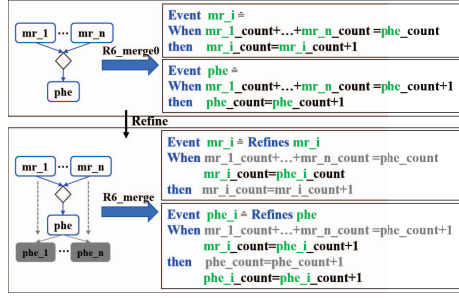 mr_1 ... mr_n
phe
R6_merge0
Event mr_i ≙
When mr_1_count+…+mr_n_count =phe_count
then mr_i_count=mr_i_count+1
Event phe ≙
When mr_1_count+…+mr_n_count =phe_count+1
then phe_count=phe_count+1
Refine
mr_1 ... mr_n
phe
phe_1 ... phe_n
R6_merge
Event mr_i ≙ Refines mr_i
When mr_1_count+…+mr_n_count =phe_count
mr_i_count=phe_i_count
then mr_i_count=mr_i_count+1
Event phe_i ≙ Refines phe
When mr_1_count+…+mr_n_count =phe_count+1
mr_i_count=phe_i_count+1
then phe_count=phe_count+1
phe_i_count=phe_i_count+1